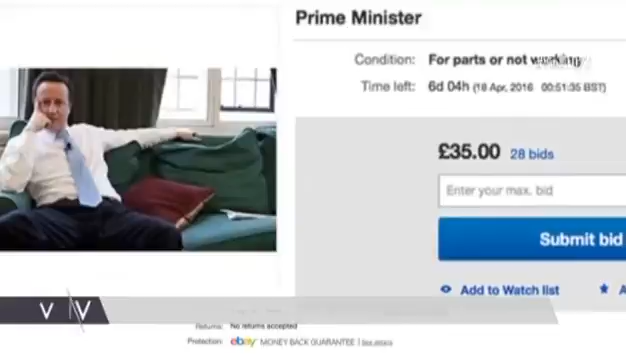 Prime Minister
Condition: For parts or not working
Time left: 6d 04h (18 Apr, 2016 00:51:35 BST)
£35.00 28 bids
Enter your max. bid
Submit bid
Add to Watch list
A
V V
Returns: No returns accepted
Protection: ebay MONEY BACK GUARANTEE | See details